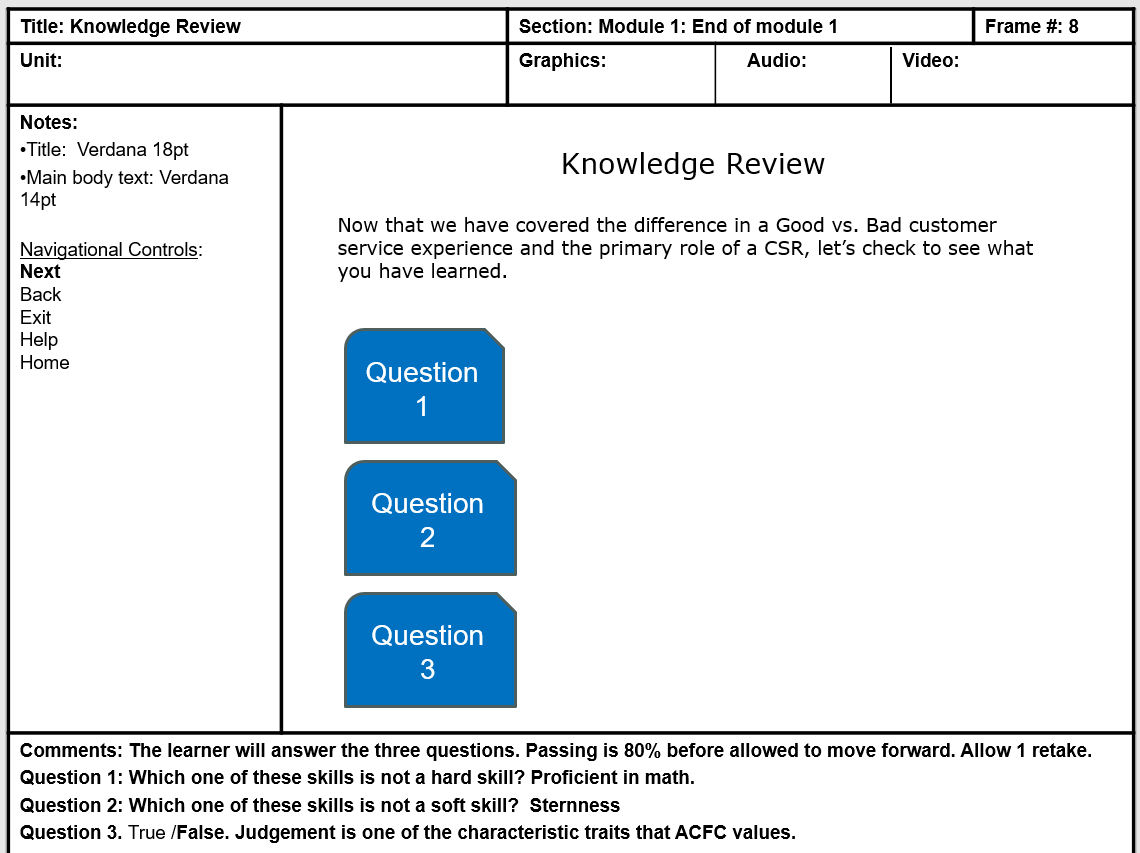 Title: Knowledge Review
Section: Module 1: End of module 1
Frame #: 8
Unit:
Graphics:
Audio:
Video:
Notes:
•Title:  Verdana 18pt
•Main body text: Verdana
14pt
Navigational Controls:
Next
Back
Exit
Help
Home
Knowledge Review
Now that we have covered the difference in a Good vs. Bad customer
service experience and the primary role of a CSR, let’s check to see what
you have learned.
Question
1
Question
2
Question
3
Comments: The learner will answer the three questions. Passing is 80% before allowed to move forward. Allow 1 retake.
Question 1: Which one of these skills is not a hard skill? Proficient in math.
Question 2: Which one of these skills is not a soft skill?  Sternness
Question 3. True /False. Judgement is one of the characteristic traits that ACFC values.